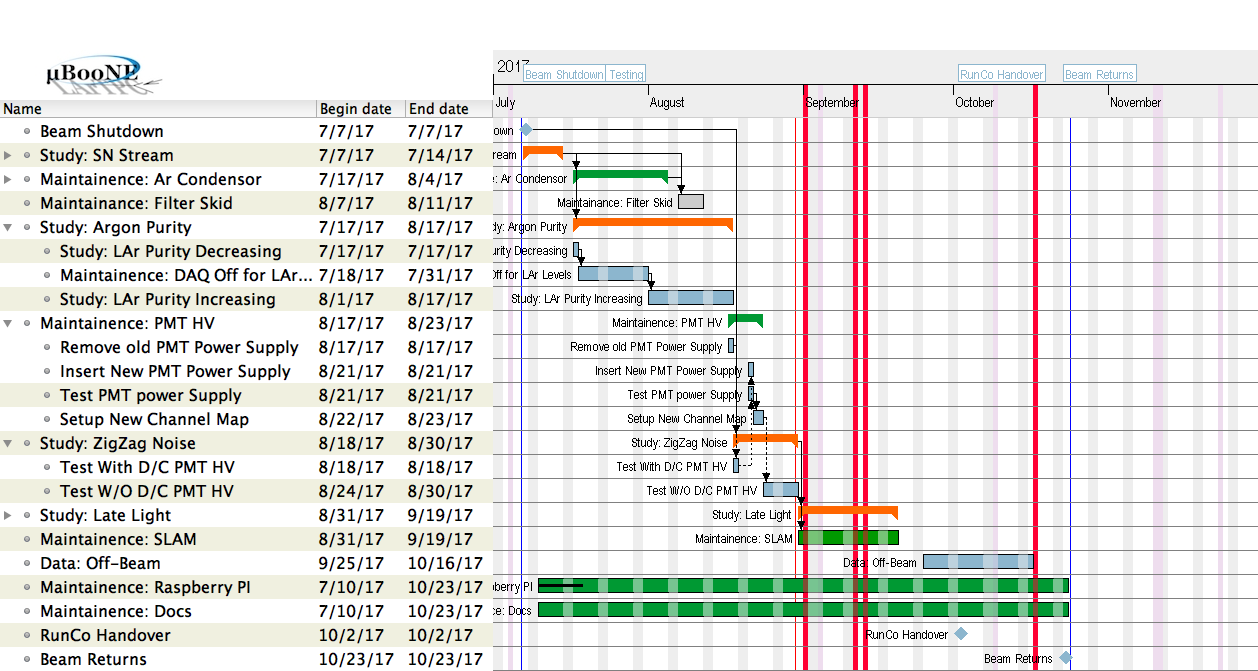 2017
Beam Shutdown Testing RunCo Handover Beam Returns
µBooNE
LArTPC
July August September October November
Name Begin date End date
Beam Shutdown 7/7/17 7/7/17 own
Study: SN Stream 7/7/17 7/14/17 ream
Maintainence: Ar Condensor 7/17/17 8/4/17 e: Ar Condensor
Maintainance: Filter Skid 8/7/17 8/11/17 Maintainance: Filter Skid
Study: Argon Purity 7/17/17 8/17/17 dy: Argon Purity
Study: LAr Purity Decreasing 7/17/17 7/17/17 urity Decreasing
Maintainence: DAQ Off for LAr... 7/18/17 7/31/17 Off for LAr Levels
Study: LAr Purity Increasing 8/1/17 8/17/17 Study: LAr Purity Increasing
Maintainence: PMT HV 8/17/17 8/23/17 Maintainence: PMT HV
Remove old PMT Power Supply 8/17/17 8/17/17 Remove old PMT Power Supply
Insert New PMT Power Supply 8/21/17 8/21/17 Insert New PMT Power Supply
Test PMT power Supply 8/21/17 8/21/17 Test PMT power Supply
Setup New Channel Map 8/22/17 8/23/17 Setup New Channel Map
Study: ZigZag Noise 8/18/17 8/30/17 Study: ZigZag Noise
Test With D/C PMT HV 8/18/17 8/18/17 Test With D/C PMT HV
Test W/O D/C PMT HV 8/24/17 8/30/17 Test W/O D/C PMT HV
Study: Late Light 8/31/17 9/19/17 Study: Late Light
Maintainence: SLAM 8/31/17 9/19/17 Maintainence: SLAM
Data: Off-Beam 9/25/17 10/16/17 Data: Off-Beam
Maintainence: Raspberry PI 7/10/17 10/23/17 pberry PI
Maintainence: Docs 7/10/17 10/23/17 ce: Docs
RunCo Handover 10/2/17 10/2/17 RunCo Handover
Beam Returns 10/23/17 10/23/17 Beam Returns